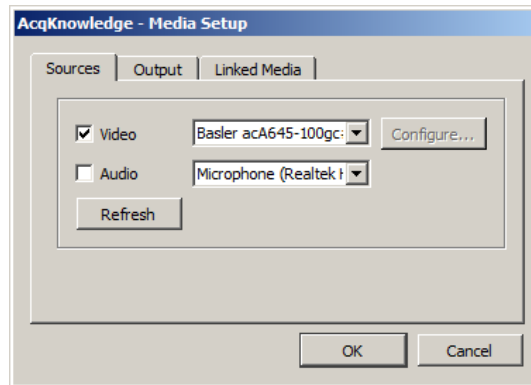 AcqKnowledge - Media Setup
Sources Output Linked Media
Video Basler acA645-100gc: Configure...
Audio Microphone (Realtek H
Refresh
OK Cancel